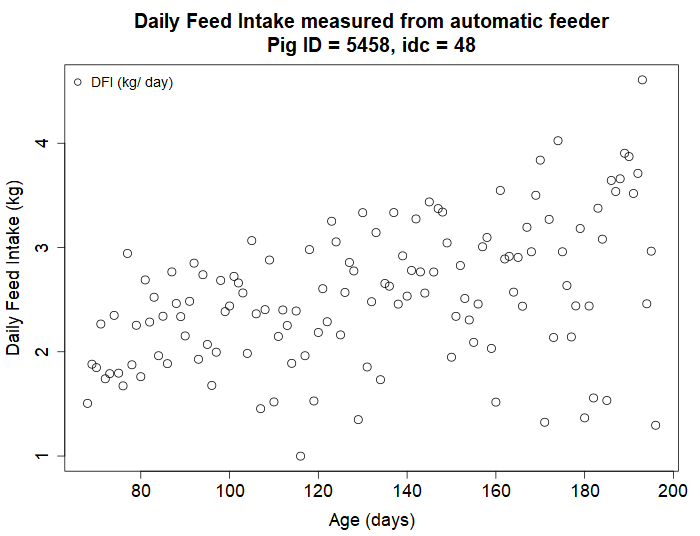 Daily Feed Intake measured from automatic feeder
Pig ID = 5458, idc = 48
DFI (kg/ day)
Daily Feed Intake (kg)
4
3
2
1
80 100 120 140 160 180 200
Age (days)